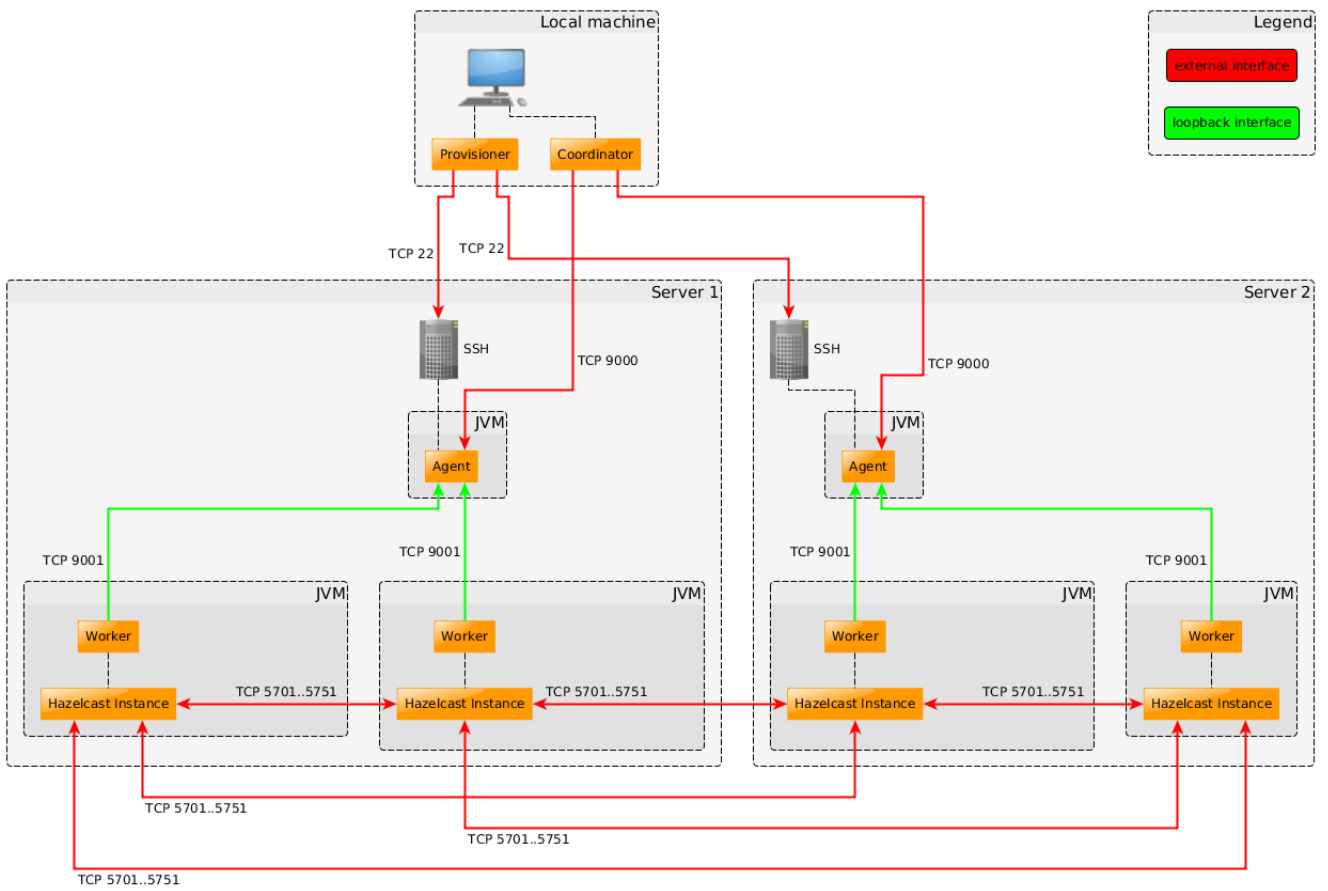 Local machine
Legend
external interface
loopback interface
Provisioner
Coordinator
TCP 22
TCP 22
Server 1
Server 2
SSH
SSH
TCP 9000
TCP 9000
JVM
JVM
Agent
Agent
TCP 9001
TCP 9001
TCP 9001
TCP 9001
JVM
JVM
JVM
JVM
Worker
Worker
Worker
Worker
TCP 5701..5751
TCP 5701..5751
TCP 5701..5751
Hazelcast Instance
Hazelcast Instance
Hazelcast Instance
Hazelcast Instance
TCP 5701..5751
TCP 5701..5751
TCP 5701..5751